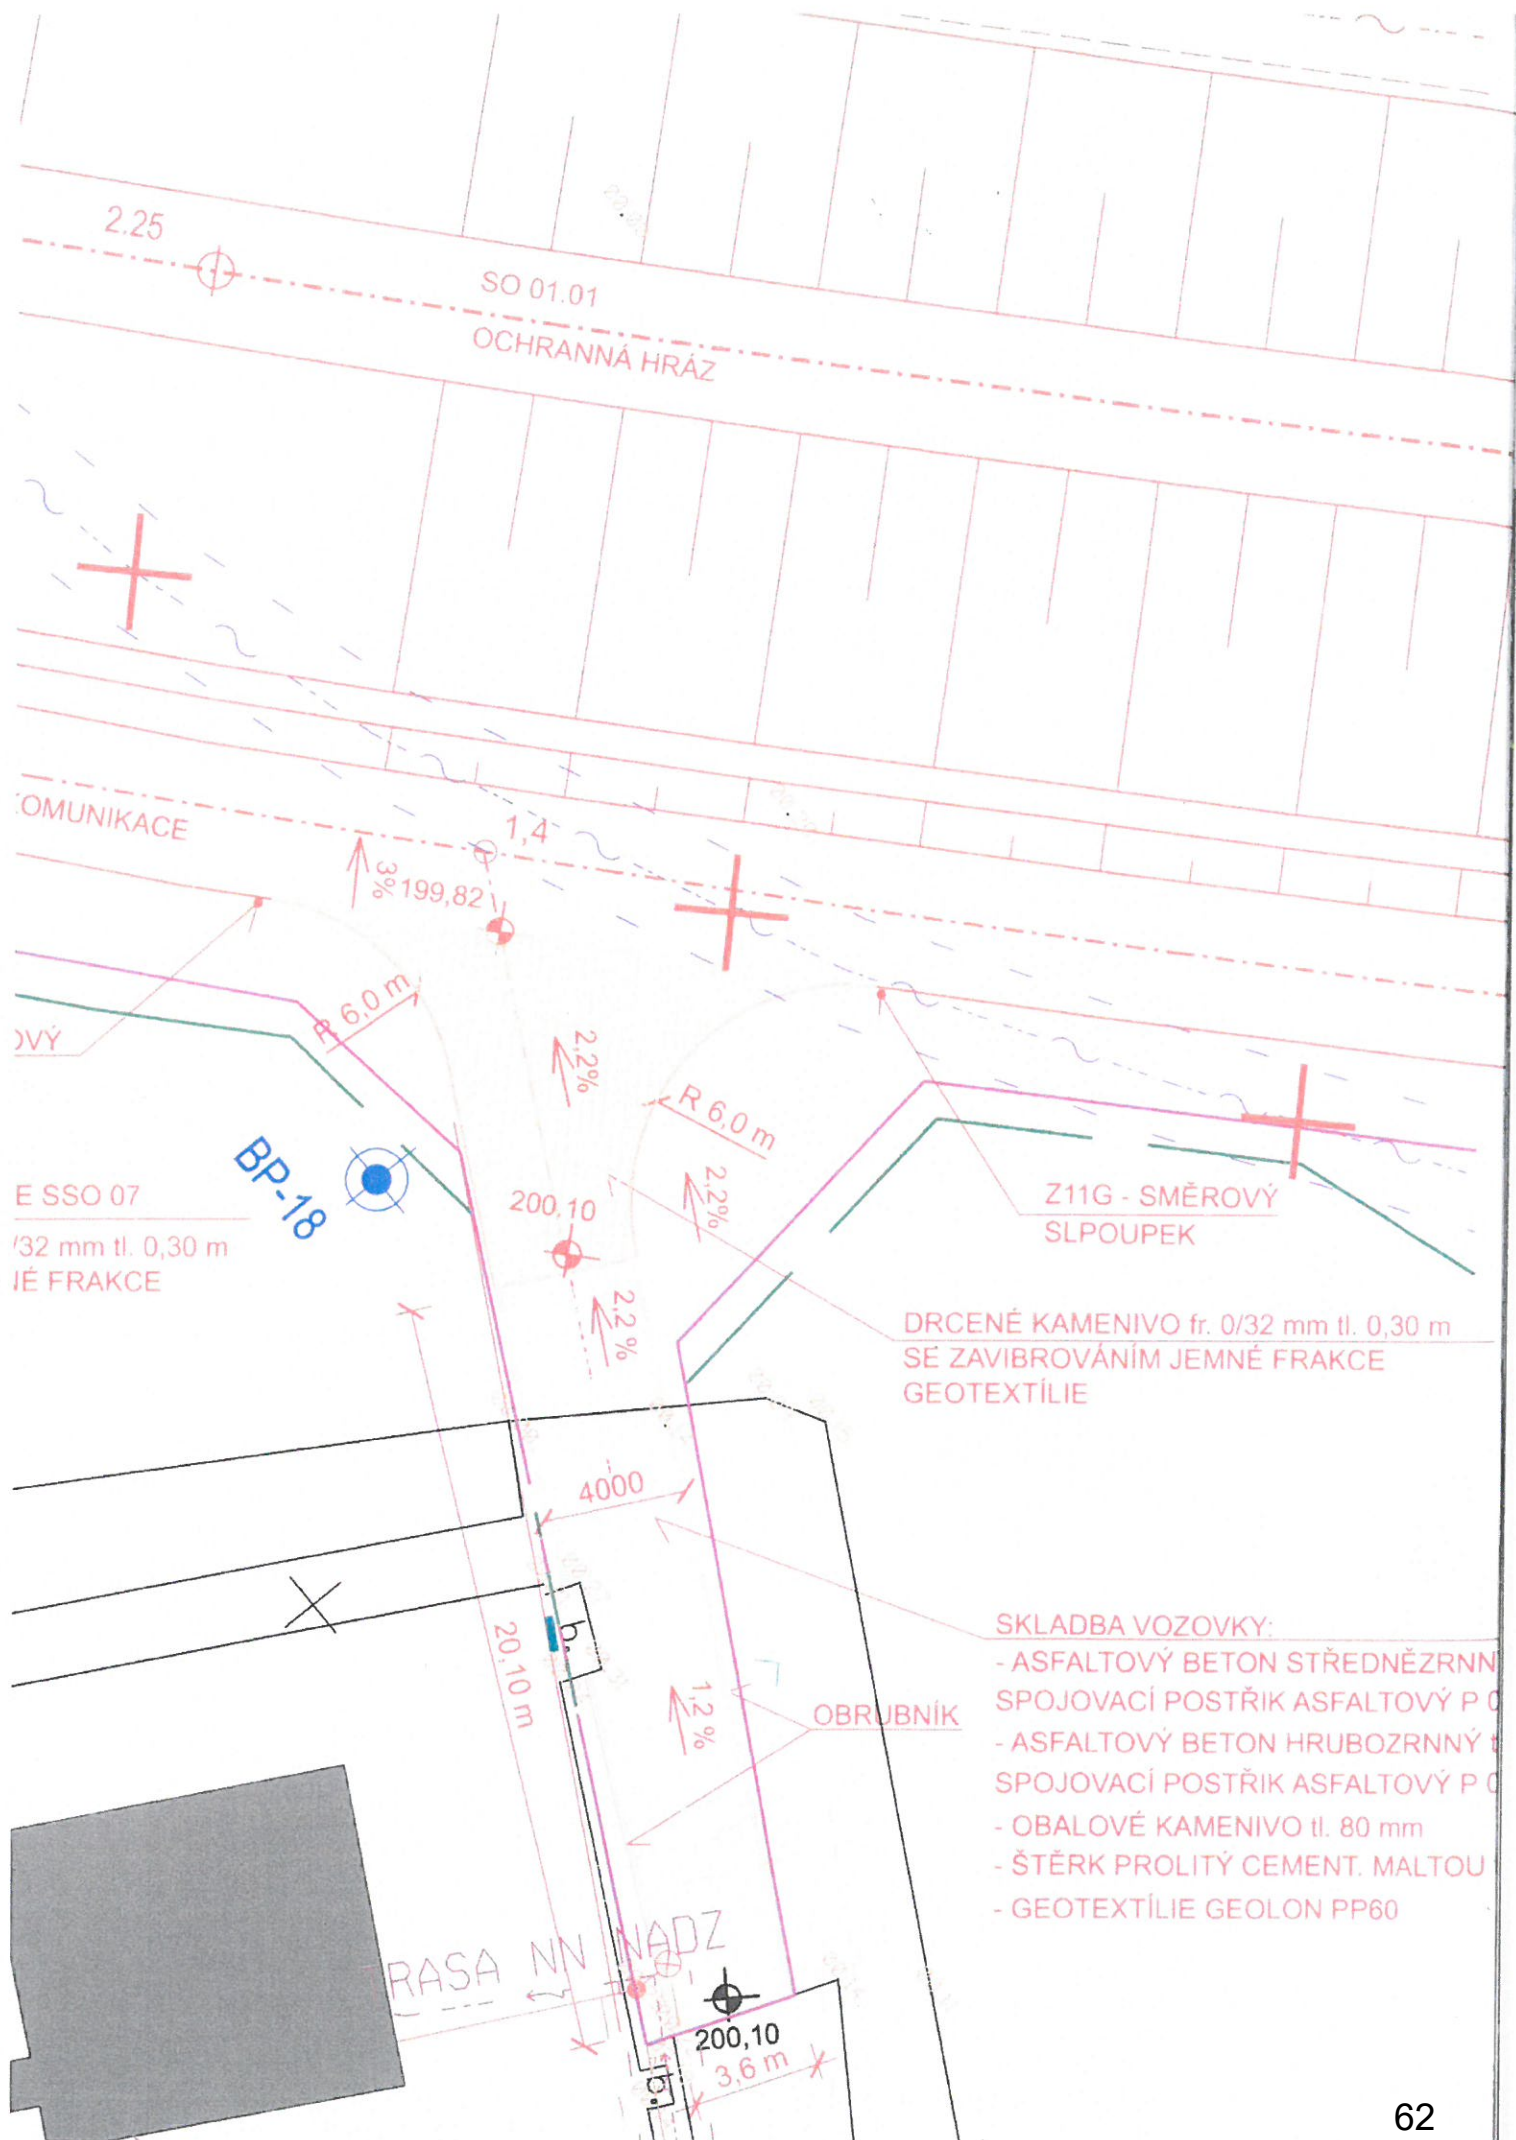 2.25
SO 01.01
OCHRANNÁ HRÁZ
OMUNIKACE
1,4
3%
199,82
R 6,0 m
OVÝ
2,2%
R 6,0 m
BP-18
E SSO 07
/32 mm tl. 0,30 m
NÉ FRAKCE
200,10
2,2%
Z11G - SMĚROVÝ
SLPOUPEK
2,2 %
DRCENÉ KAMENIVO fr. 0/32 mm tl. 0,30 m
SE ZAVIBROVÁNÍM JEMNÉ FRAKCE
GEOTEXTÍLIE
4000
20,10 m
b.
1,2 %
OBRUBNÍK
SKLADBA VOZOVKY:
- ASFALTOVÝ BETON STŘEDNĚZRNN
SPOJOVACÍ POSTŘIK ASFALTOVÝ P 0
- ASFALTOVÝ BETON HRUBOZRNNÝ t
SPOJOVACÍ POSTŘIK ASFALTOVÝ P 0
- OBALOVÉ KAMENIVO tl. 80 mm
- ŠTĚRK PROLITÝ CEMENT. MALTOU
- GEOTEXTÍLIE GEOLON PP60
RASA NN NADZ
200,10
3,6 m
b.
62